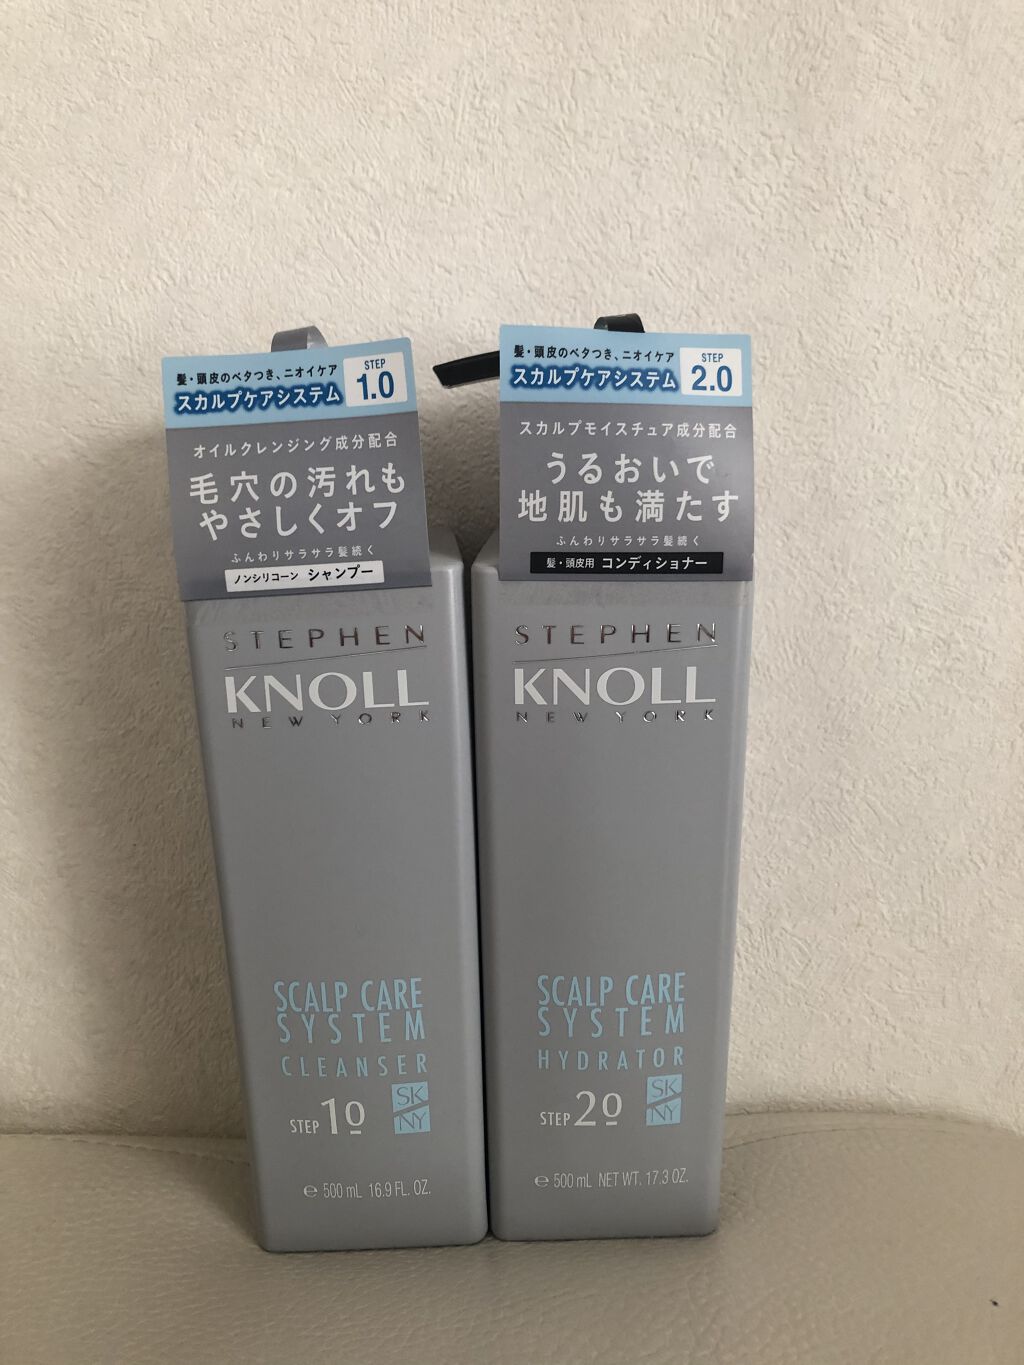 髪・頭皮のベタつき、ニオイケア
スカルプケアシステム
STEP
1.0
オイルクレンジング成分配合
毛穴の汚れも
やさしくオフ
ふんわりサラサラ髪続く
ノンシリコーン シャンプー
STEPHEN
KNOLL
NEW YORK
SCALP CARE
SYSTEM
CLEANSER
STEP 1o
SK
NY
e 500 mL 16.9 FL. OZ.
髪・頭皮のベタつき、ニオイケア
スカルプケアシステム
STEP
2.0
スカルプモイスチュア成分配合
うるおいで
地肌も満たす
ふんわりサラサラ髪続く
髪・頭皮用 コンディショナー
STEPHEN
KNOLL
NEW YORK
SCALP CARE
SYSTEM
HYDRATOR
STEP 2o
SK
NY
e 500 mL NET WT. 17.3 OZ.